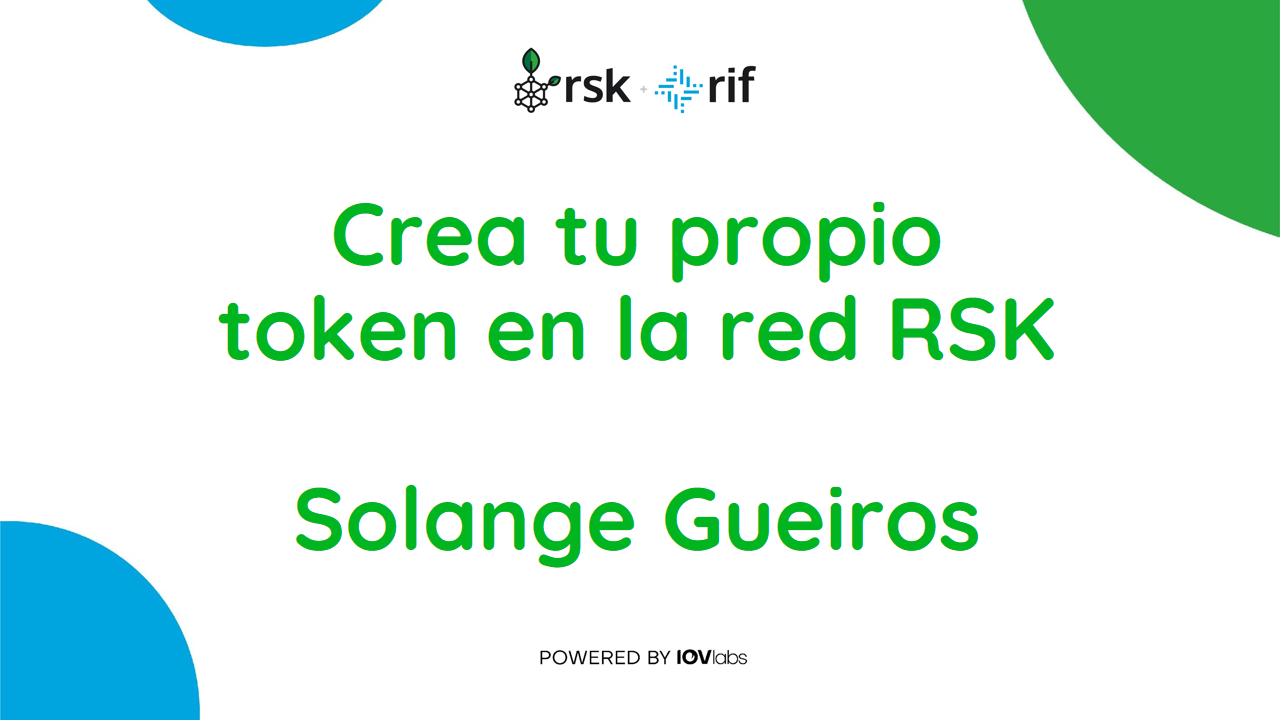 rsk + rif
Crea tu propio
token en la red RSK
Solange Gueiros
POWERED BY IOVlabs